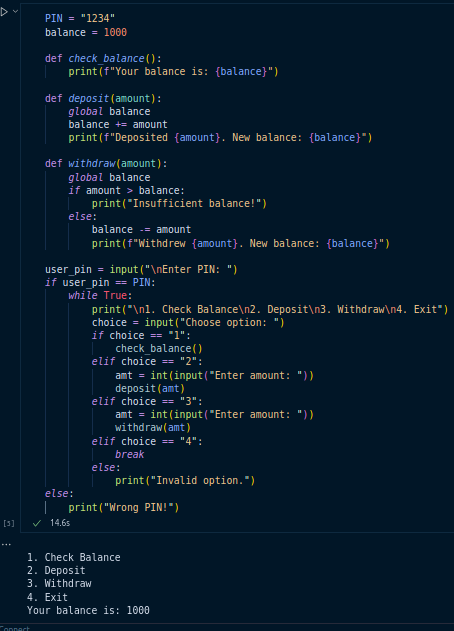 PIN = "1234"
balance = 1000

def check_balance():
    print(f"Your balance is: {balance}")

def deposit(amount):
    global balance
    balance += amount
    print(f"Deposited {amount}. New balance: {balance}")

def withdraw(amount):
    global balance
    if amount > balance:
        print("Insufficient balance!")
    else:
        balance -= amount
        print(f"Withdrew {amount}. New balance: {balance}")

user_pin = input("\nEnter PIN: ")
if user_pin == PIN:
    while True:
        print("\n1. Check Balance\n2. Deposit\n3. Withdraw\n4. Exit")
        choice = input("Choose option: ")
        if choice == "1":
            check_balance()
        elif choice == "2":
            amt = int(input("Enter amount: "))
            deposit(amt)
        elif choice == "3":
            amt = int(input("Enter amount: "))
            withdraw(amt)
        elif choice == "4":
            break
        else:
            print("Invalid option.")
else:
    print("Wrong PIN!")
[3] ✓ 14.6s
...
1. Check Balance
2. Deposit
3. Withdraw
4. Exit
Your balance is: 1000
Connect